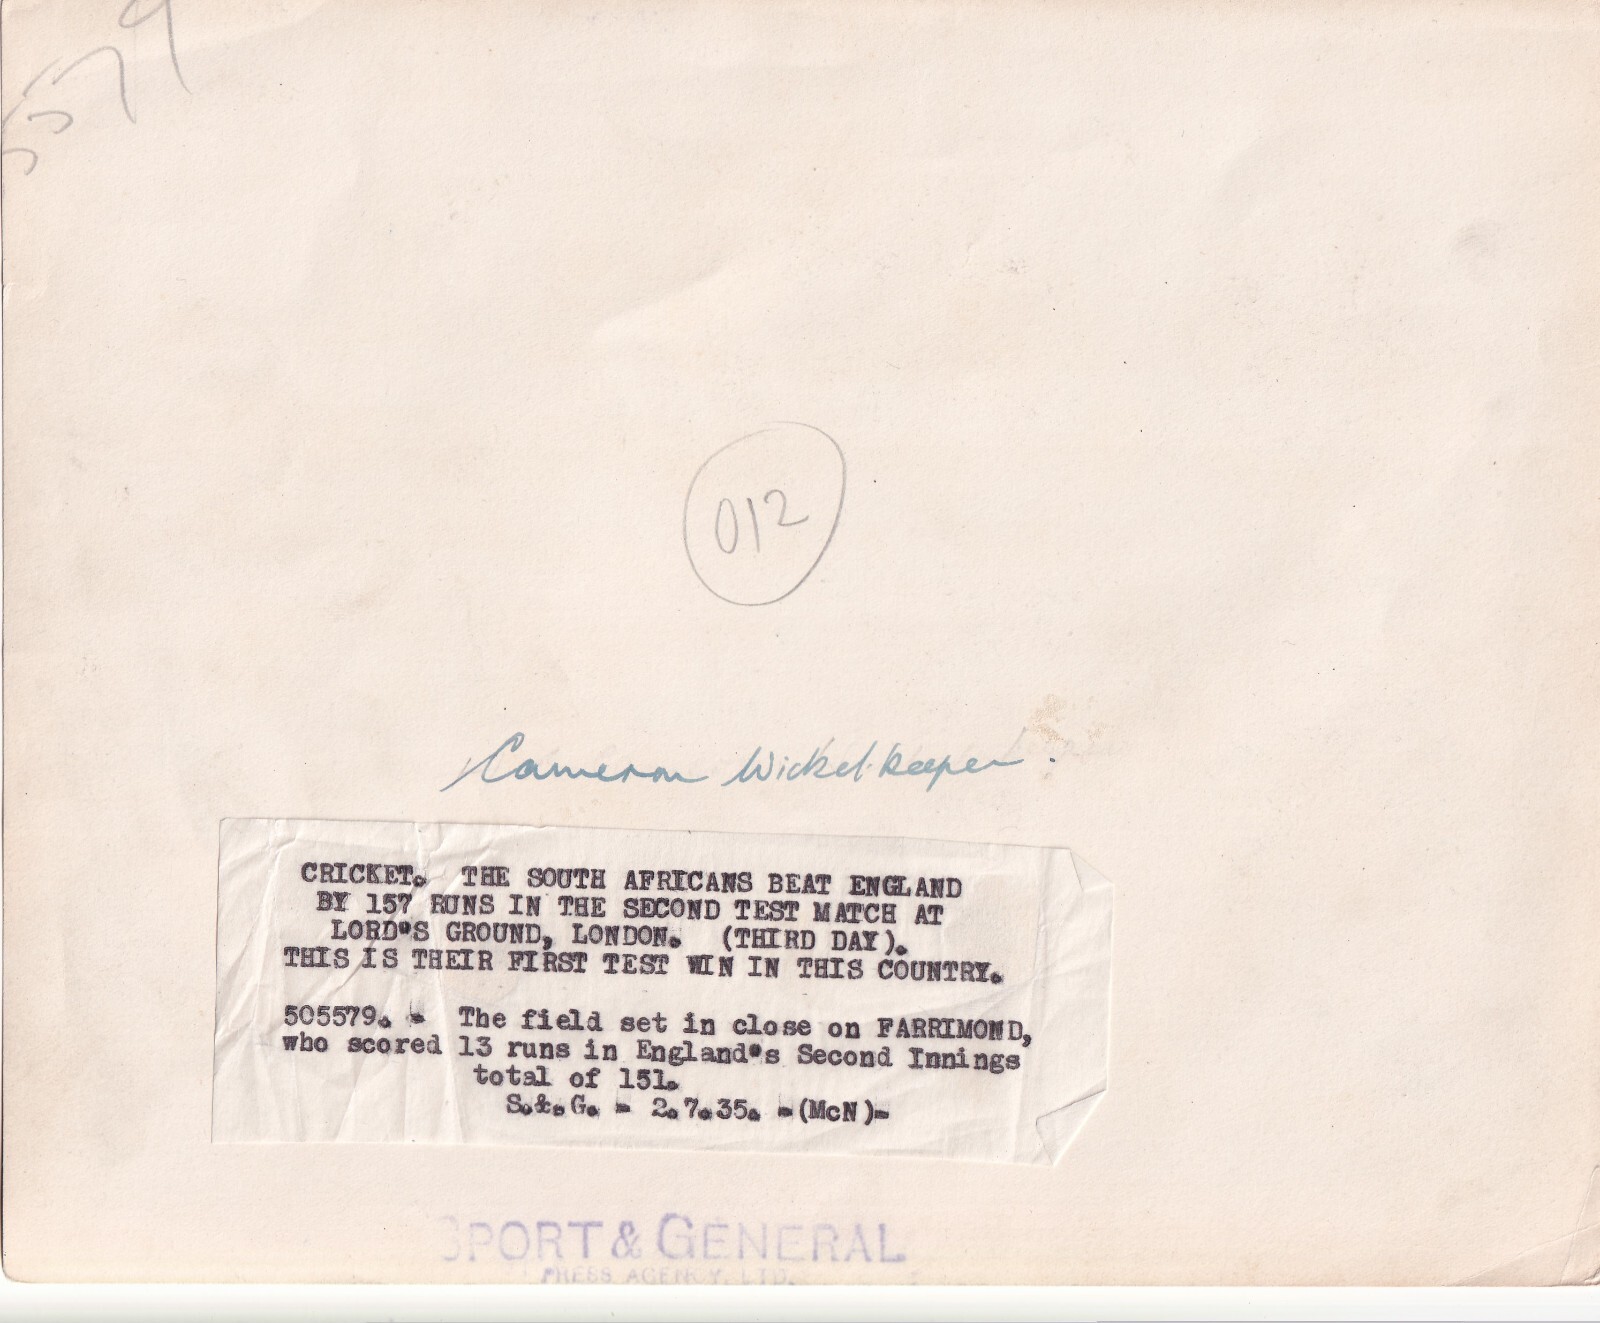 5579
012
Cameron Wicket-keeper.
CRICKET. THE SOUTH AFRICANS BEAT ENGLAND
BY 157 RUNS IN THE SECOND TEST MATCH AT
LORD'S GROUND, LONDON. (THIRD DAY).
THIS IS THEIR FIRST TEST WIN IN THIS COUNTRY.
505579. - The field set in close on FARRIMOND,
who scored 13 runs in England's Second Innings
total of 151.
S.&.G. - 2.7.35. -(McN)-
SPORT & GENERAL
PRESS AGENCY, LTD.